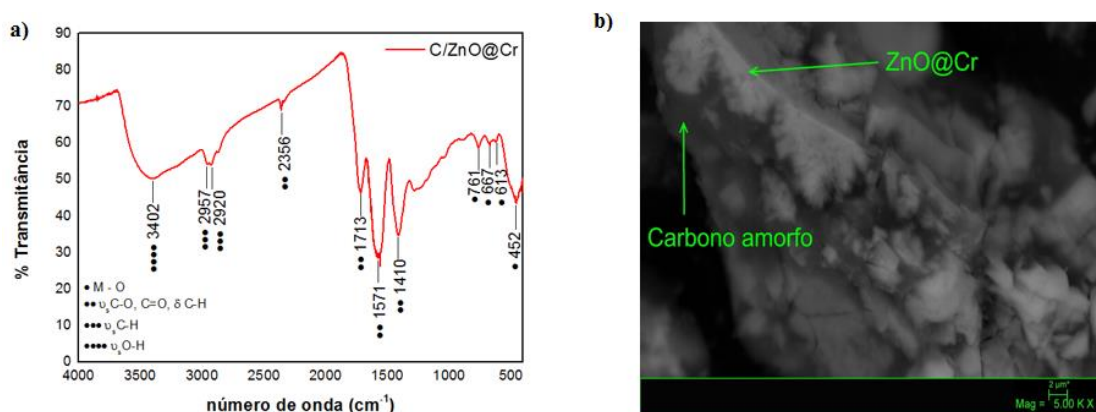 a)
C/ZnO@Cr
% Transmitância
90
80
70
60
50
40
30
20
10
0
3402
••••
2957
•••
2920
•••
2356
••
1713
••
1571
••
1410
••
761
•
667
•
613
•
452
•
• M - O
•• υsC-O, C=O, δ C-H
••• υsC-H
•••• υsO-H
4000 3500 3000 2500 2000 1500 1000 500
número de onda (cm⁻¹)
b)
ZnO@Cr
Carbono amorfo
2 µm*
Mag = 5.00 K X